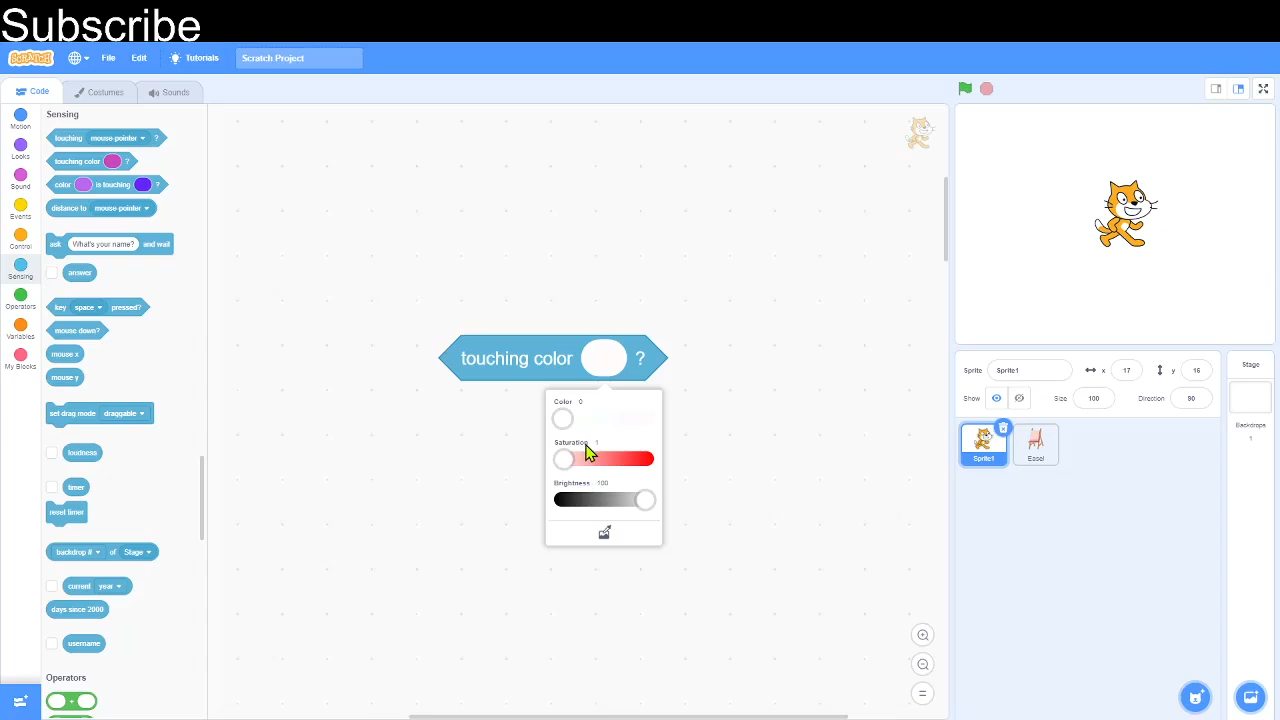 Subscribe
SCRATCH
File
Edit
Tutorials
Scratch Project
Code
Costumes
Sounds
Motion
Looks
Sound
Events
Control
Sensing
Operators
Variables
My Blocks
Sensing
touching mouse-pointer ?
touching color ?
color is touching ?
distance to mouse-pointer
ask What's your name? and wait
answer
key space pressed?
mouse down?
mouse x
mouse y
set drag mode draggable
loudness
timer
reset timer
backdrop # of Stage
current year
days since 2000
username
Operators
+
touching color ?
Color 0
Saturation 1
Brightness 100
Sprite Sprite1 x 17 y 16
Show Size 100 Direction 90
Sprite1
Easel
Stage
Backdrops
1